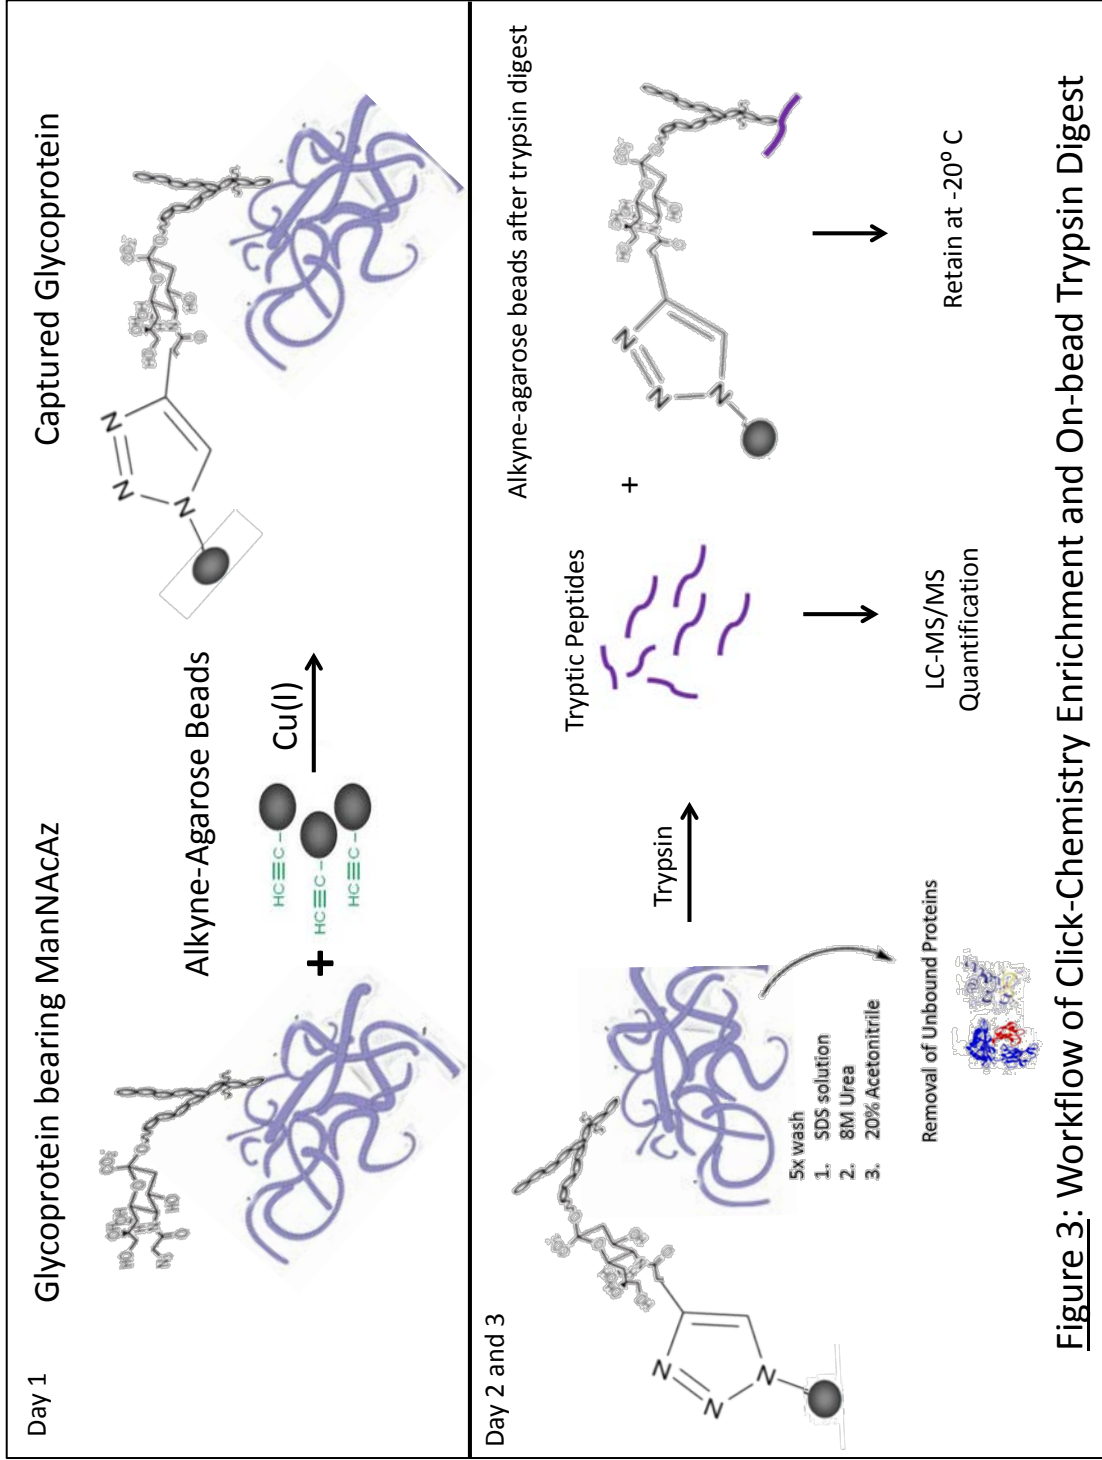 Day 1
Glycoprotein bearing ManNAcAz
Alkyne-Agarose Beads
Captured Glycoprotein
+
HC≡C–
HC≡C–
HC≡C–
Cu(I)
N
N
N
Day 2 and 3
N
N
N
5x wash
1. SDS solution
2. 8M Urea
3. 20% Acetonitrile
Removal of Unbound Proteins
Trypsin
Tryptic Peptides
LC-MS/MS
Quantification
+
Alkyne-agarose beads after trypsin digest
N
N
N
Retain at -20⁰ C
Figure 3: Workflow of Click-Chemistry Enrichment and On-bead Trypsin Digest